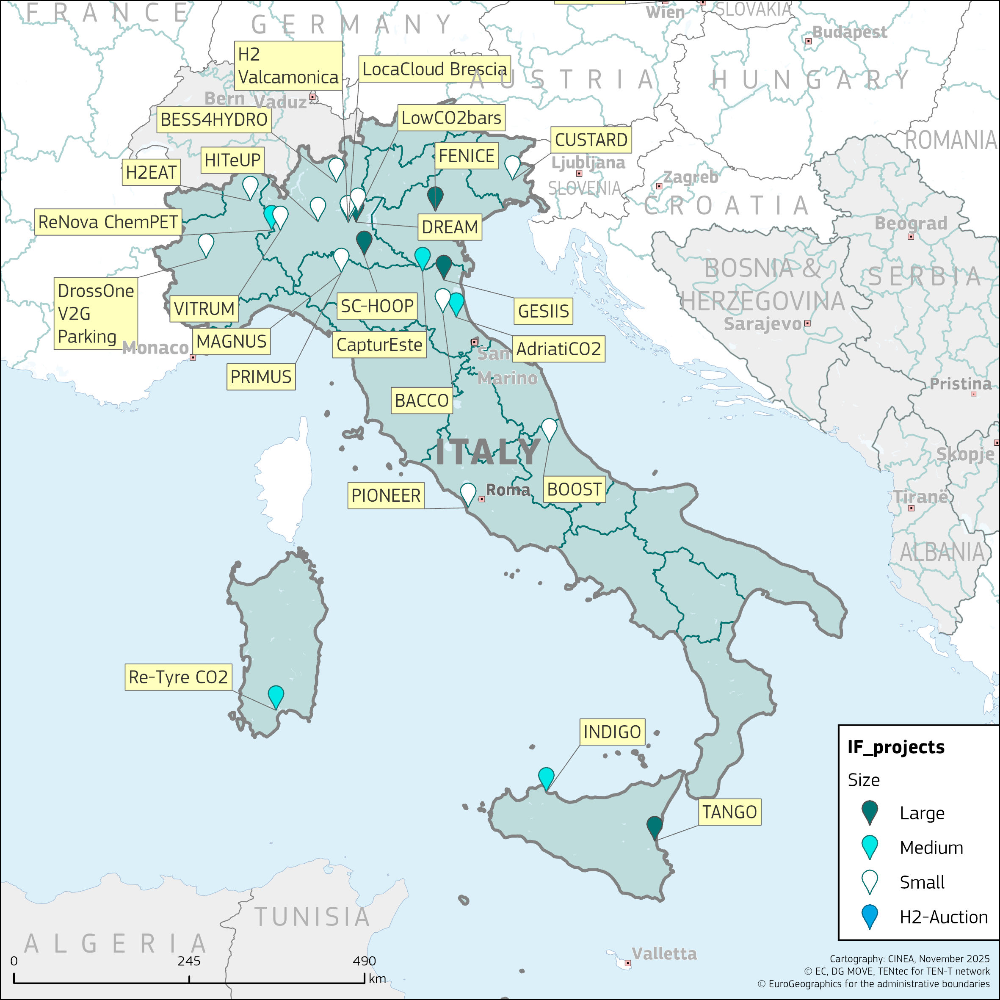 FRANCE
GERMANY
Wien
SLOVAKIA
Budapest
H2
Valcamonica
LocaCloud Brescia
AUSTRIA
HUNGARY
Bern
Vaduz
BESS4HYDRO
LowCO2bars
CUSTARD
ROMANIA
H2EAT
HITeUP
FENICE
Ljubljana
SLOVENIA
Zagreb
CROATIA
ReNova ChemPET
DREAM
Beograd
BOSNIA &
HERZEGOVINA
SERBIA
Sarajevo
DrossOne
V2G
Parking
VITRUM
SC-HOOP
GESIIS
Monaco
MAGNUS
CapturEste
AdriatiCO2
San
Marino
PRIMUS
BACCO
Pristina
ITALY
Skopje
PIONEER
Roma
BOOST
Tiranë
ALBANIA
Re-Tyre CO2
INDIGO
TANGO
IF_projects
Size
Large
Medium
Small
H2-Auction
TUNISIA
ALGERIA
Valletta
0 245 490
km
Cartography: CINEA, November 2025
© EC, DG MOVE, TENtec for TEN-T network
© EuroGeographics for the administrative boundaries